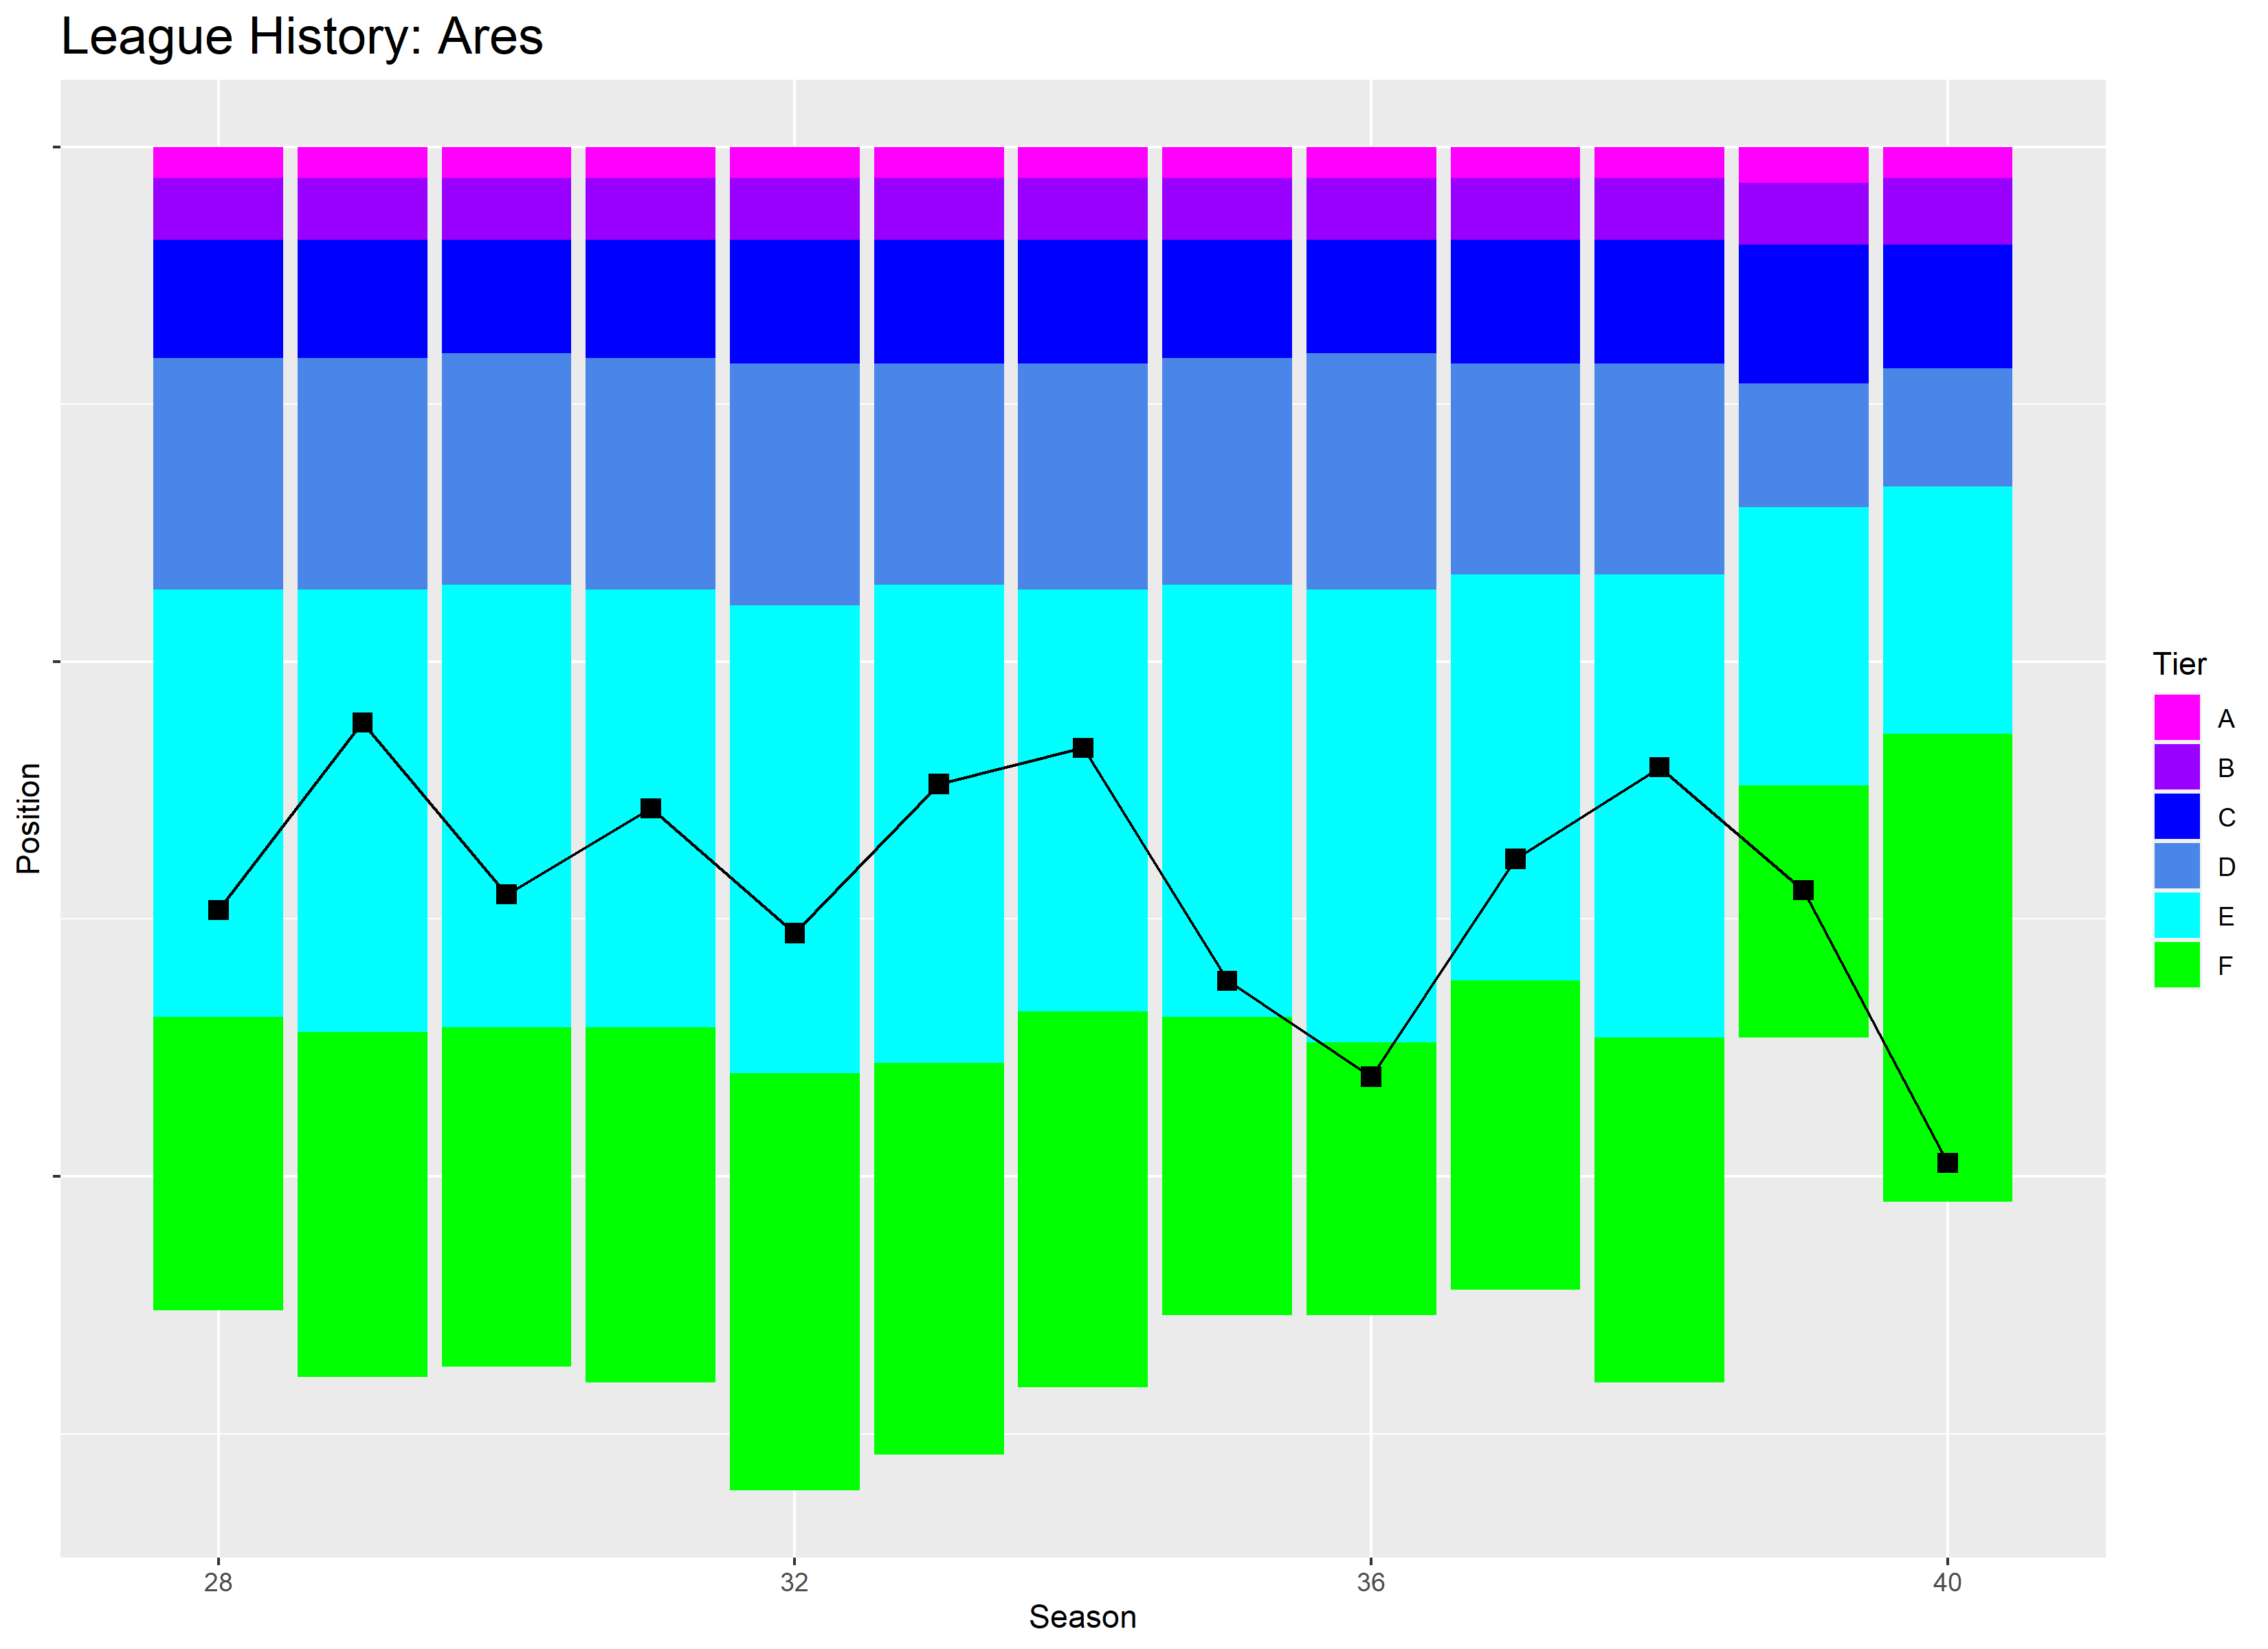 League History: Ares
Position
28
32
36
40
Season
Tier
A
B
C
D
E
F